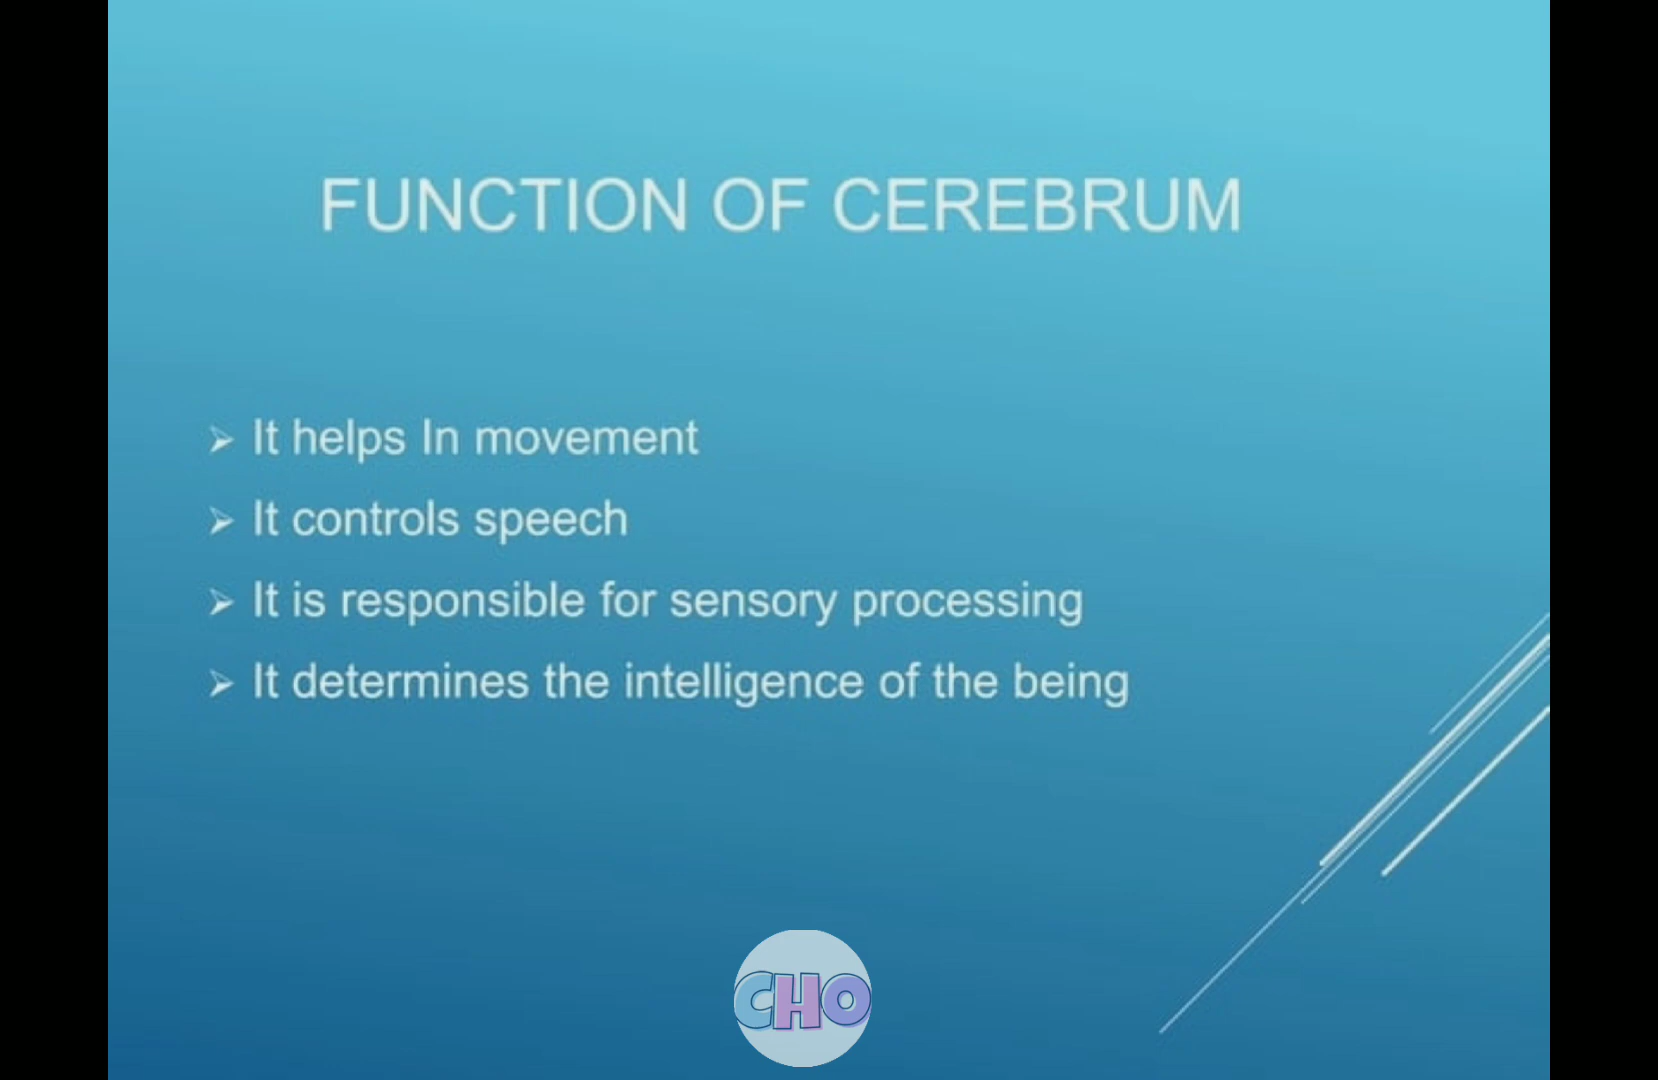 FUNCTION OF CEREBRUM
It helps In movement
It controls speech
It is responsible for sensory processing
It determines the intelligence of the being
CHO